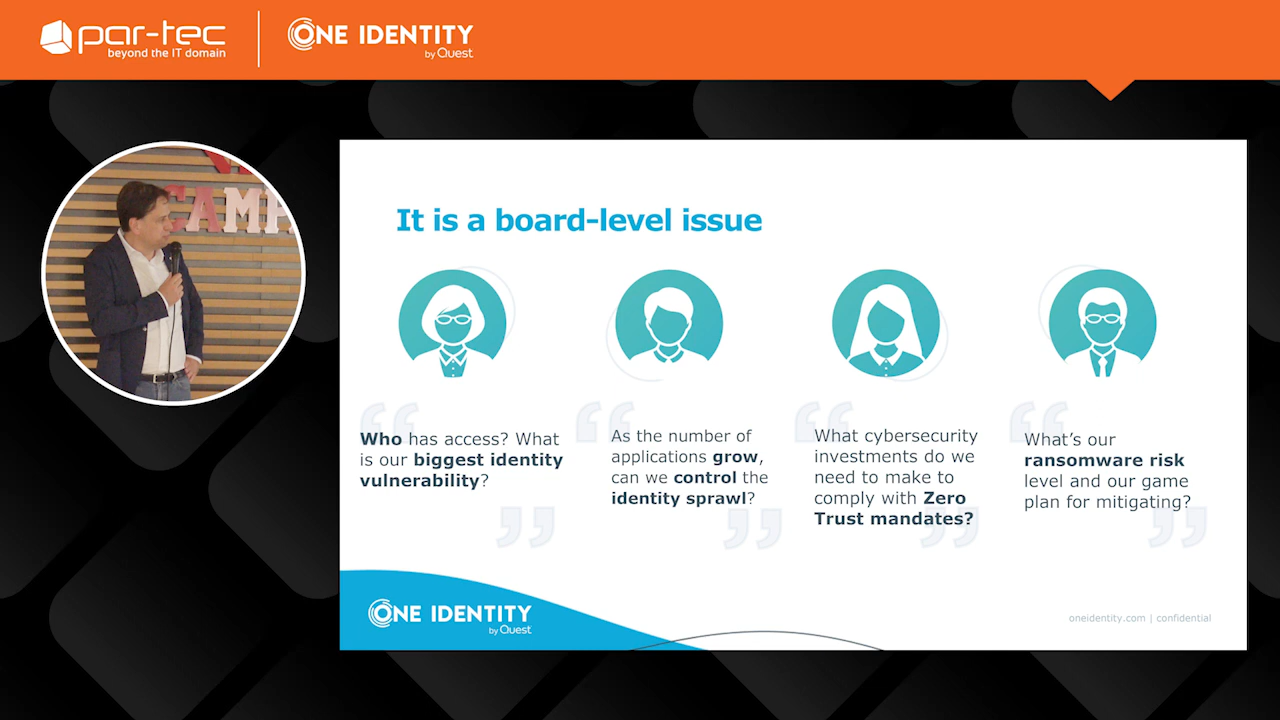 par-tec
beyond the IT domain
ONE IDENTITY
by Quest
CAMP
It is a board-level issue
Who has access? What
is our biggest identity
vulnerability?
As the number of
applications grow,
can we control the
identity sprawl?
What cybersecurity
investments do we
need to make to
comply with Zero
Trust mandates?
What’s our
ransomware risk
level and our game
plan for mitigating?
ONE IDENTITY
by Quest
oneidentity.com | confidential